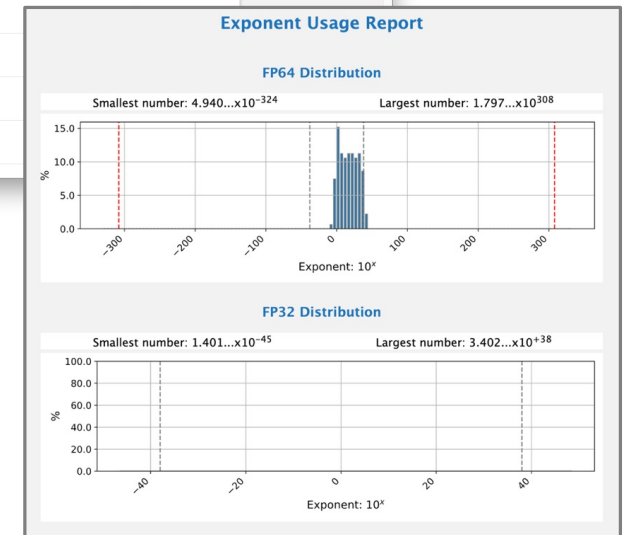 Exponent Usage Report
FP64 Distribution
Smallest number: 4.940...x10⁻³²⁴ Largest number: 1.797...x10³⁰⁸
15.0
10.0
5.0
0.0
%
−300 −200 −100 0 100 200 300
Exponent: 10ˣ
FP32 Distribution
Smallest number: 1.401...x10⁻⁴⁵ Largest number: 3.402...x10⁺³⁸
100.0
80.0
60.0
40.0
20.0
0.0
%
−40 −20 0 20 40
Exponent: 10ˣ